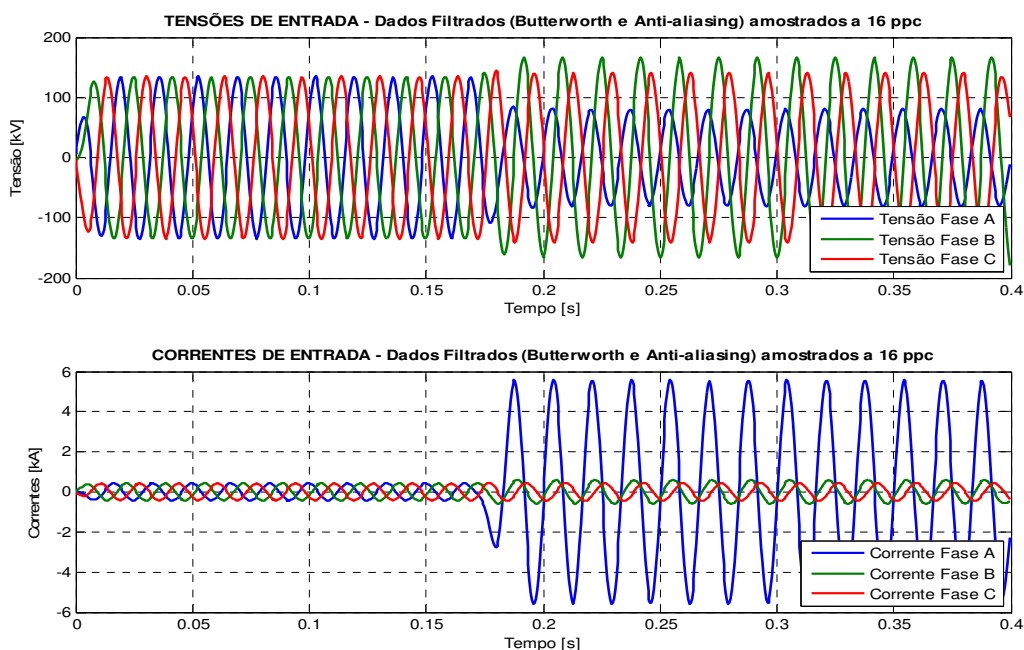 TENSÕES DE ENTRADA - Dados Filtrados (Butterworth e Anti-aliasing) amostrados a 16 ppc
Tensão [kV]
200
100
0
-100
-200
0
0.05
0.1
0.15
0.2
0.25
0.3
0.35
0.4
Tempo [s]
Tensão Fase A
Tensão Fase B
Tensão Fase C
CORRENTES DE ENTRADA - Dados Filtrados (Butterworth e Anti-aliasing) amostrados a 16 ppc
Correntes [kA]
6
4
2
0
-2
-4
-6
0
0.05
0.1
0.15
0.2
0.25
0.3
0.35
0.4
Tempo [s]
Corrente Fase A
Corrente Fase B
Corrente Fase C